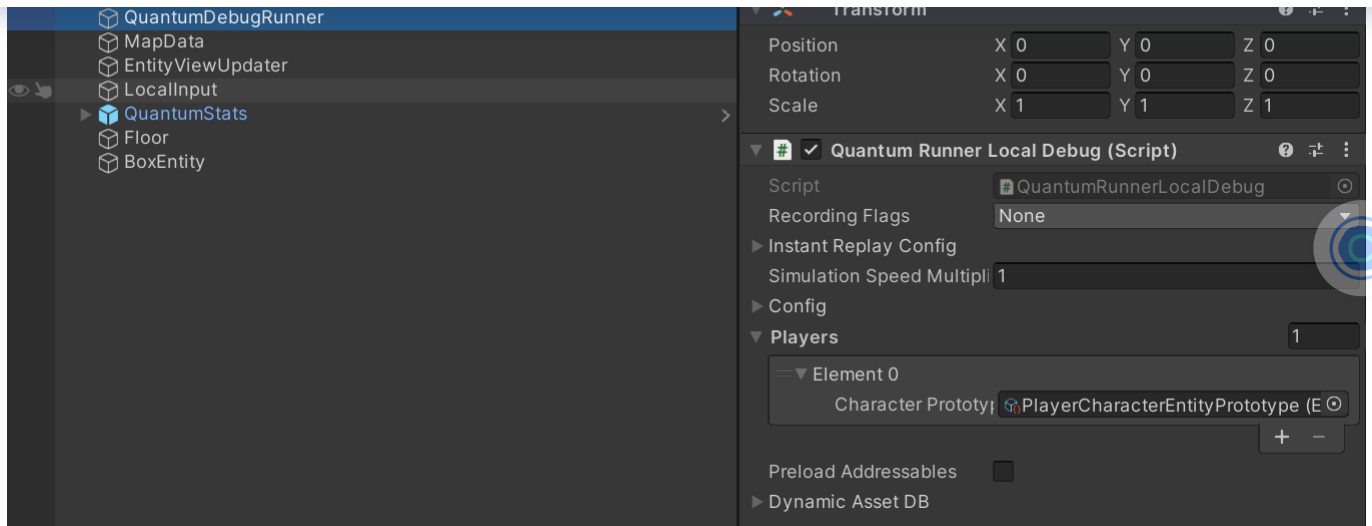 QuantumDebugRunner
MapData
EntityViewUpdater
LocalInput
QuantumStats
Floor
BoxEntity
Transform
Position X 0 Y 0 Z 0
Rotation X 0 Y 0 Z 0
Scale X 1 Y 1 Z 1
# Quantum Runner Local Debug (Script)
Script # QuantumRunnerLocalDebug
Recording Flags None
Instant Replay Config
Simulation Speed Multipli 1
Config
Players 1
Element 0
Character Prototyp PlayerCharacterEntityPrototype (E
+ −
Preload Addressables
Dynamic Asset DB